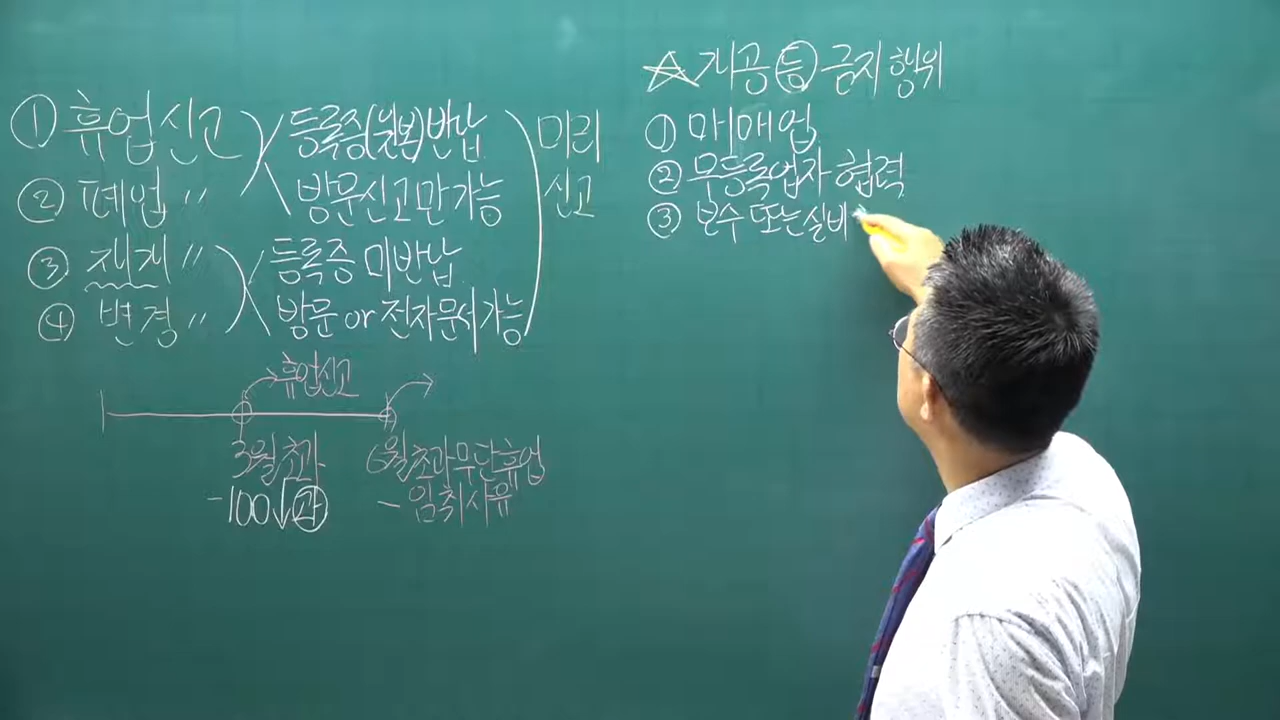 ① 휴업신고 등록증(원본)반납 미리
② 폐업 〃 방문신고만 가능 신고
③ 재개 〃 등록증 미반납
④ 변경 〃 방문 or 전자문서 가능
휴업신고
3월 초과 6월 초과 무단휴업
-100↓㉮ - 임취사유
☆ 개공 (등) 금지행위
① 매매업
② 무등록업자 협력
③ 보수 또는 실비